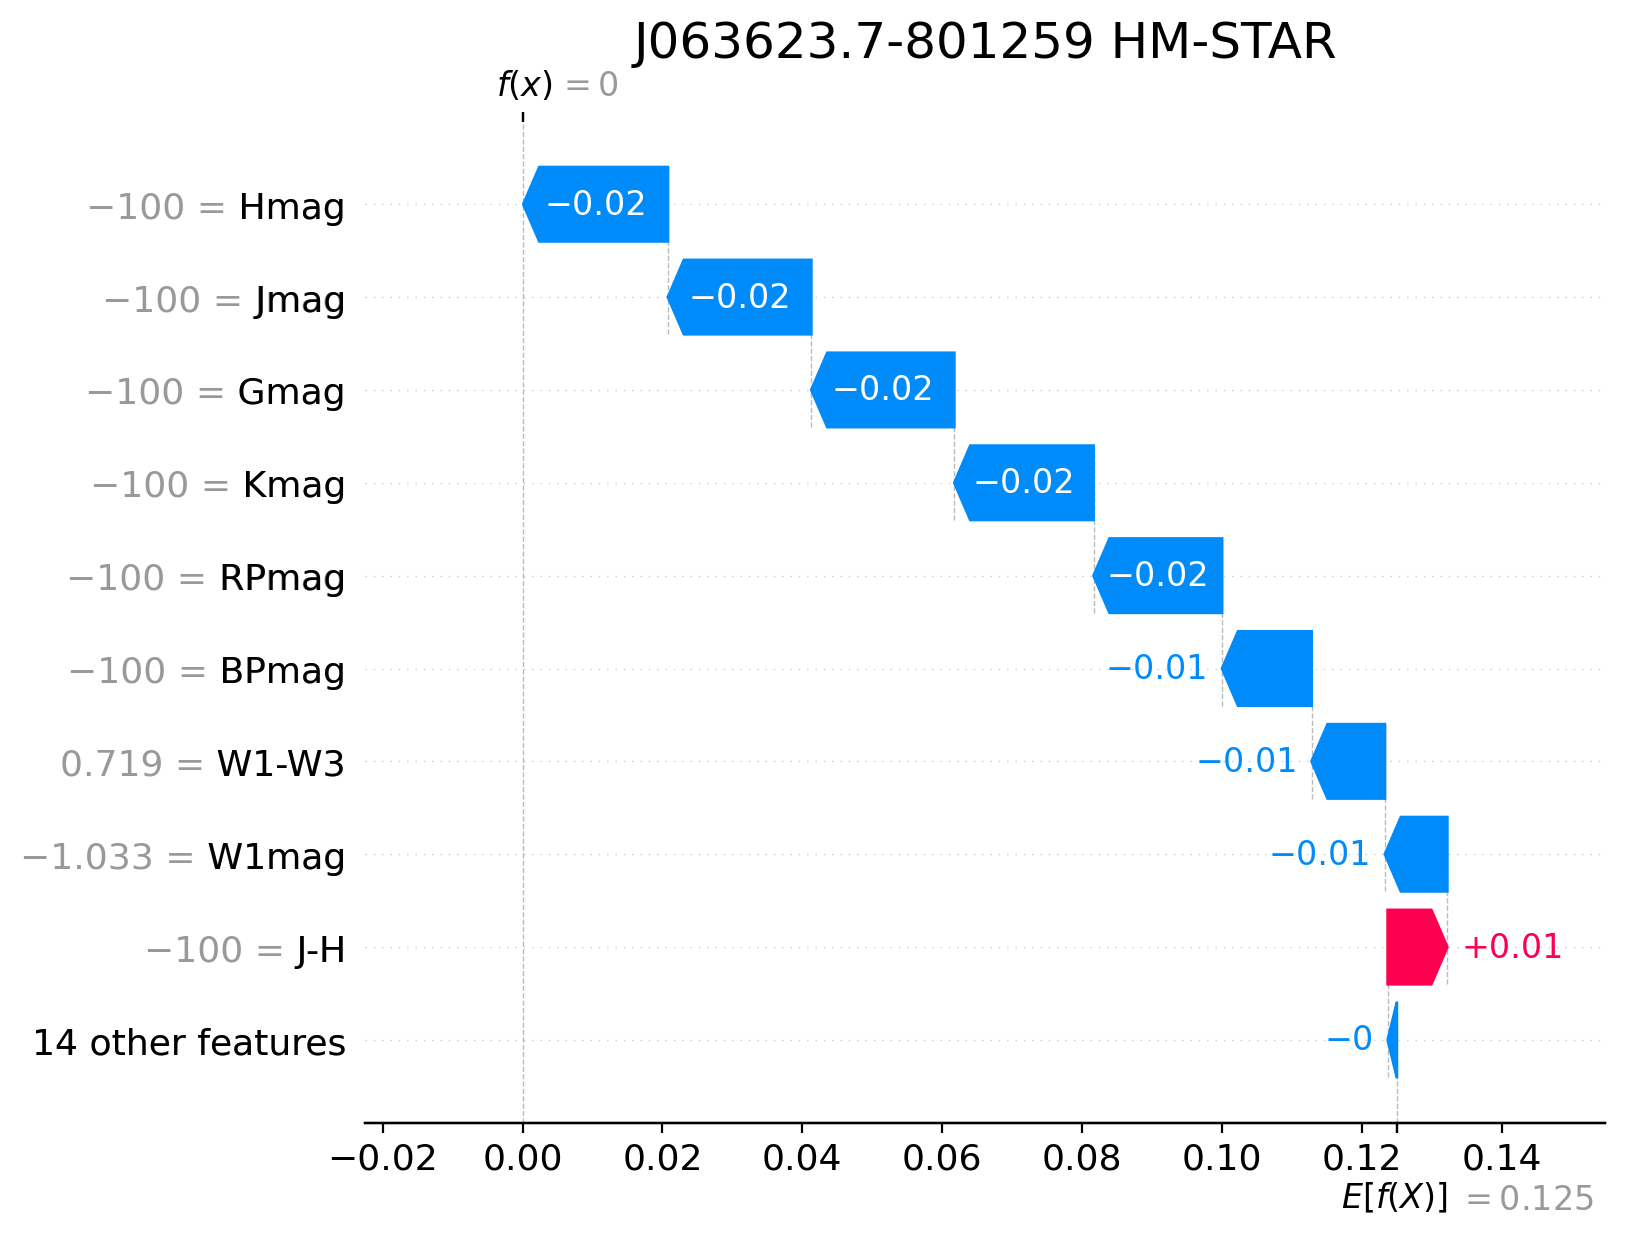 J063623.7-801259 HM-STAR
f(x) = 0
−100 = Hmag
−0.02
−100 = Jmag
−0.02
−100 = Gmag
−0.02
−100 = Kmag
−0.02
−100 = RPmag
−0.02
−100 = BPmag
−0.01
0.719 = W1-W3
−0.01
−1.033 = W1mag
−0.01
−100 = J-H
+0.01
14 other features
−0
−0.02 0.00 0.02 0.04 0.06 0.08 0.10 0.12 0.14
E[f(X)] = 0.125